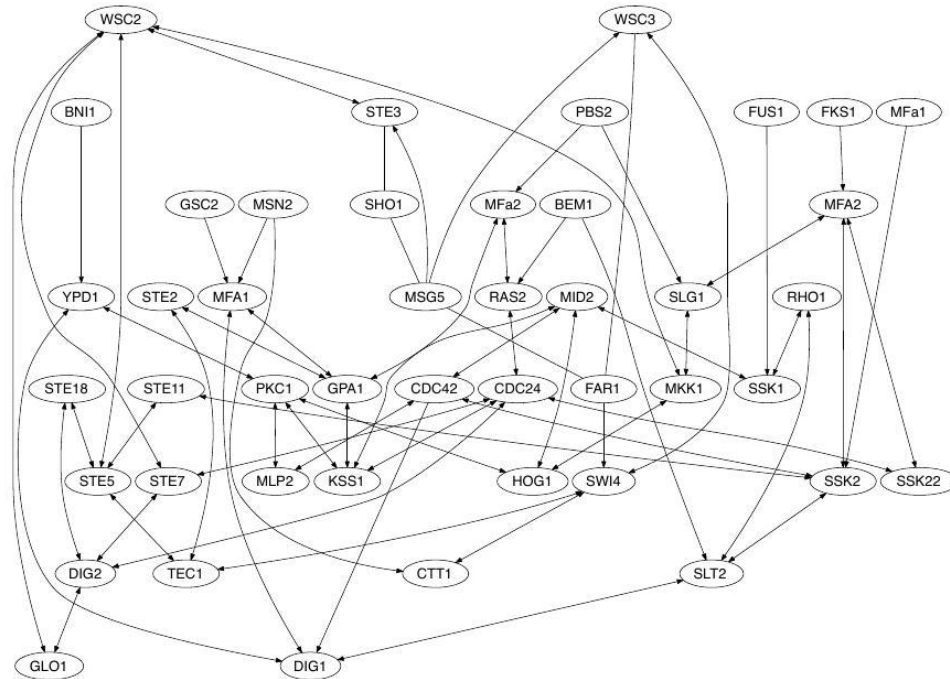 WSC2 WSC3
BNI1 STE3 PBS2 FUS1 FKS1 MFa1
GSC2 MSN2 SHO1 MFa2 BEM1 MFA2
YPD1 STE2 MFA1 MSG5 RAS2 MID2 SLG1 RHO1
STE18 STE11 PKC1 GPA1 CDC42 CDC24 FAR1 MKK1 SSK1
STE5 STE7 MLP2 KSS1 HOG1 SWI4 SSK2 SSK22
DIG2 TEC1 CTT1 SLT2
GLO1 DIG1